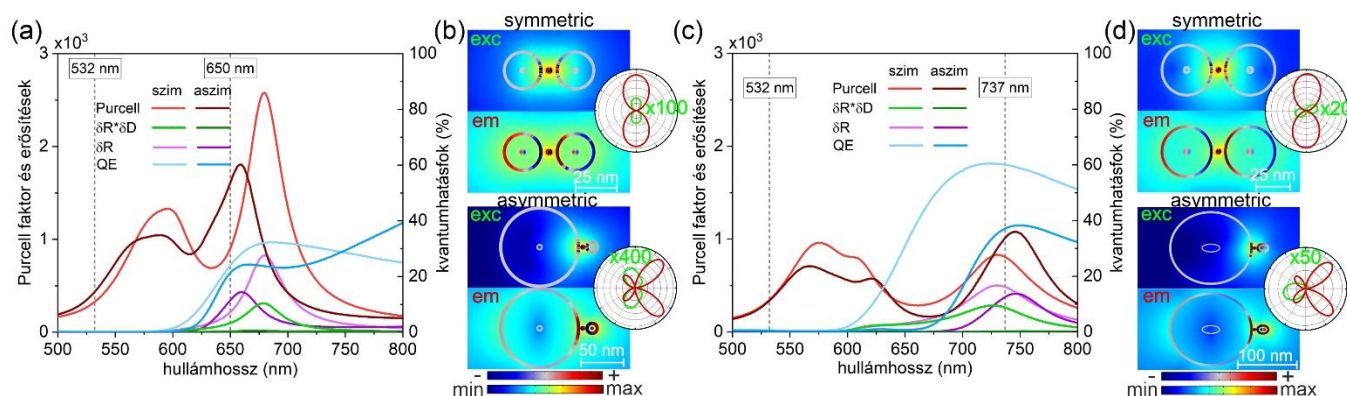 (a)
×10³
3
2
1
0
Purcell faktor és erősítések
532 nm
650 nm
szim aszim
Purcell
δR*δD
δR
QE
100
80
60
40
20
0
kvantumhatásfok (%)
500 550 600 650 700 750 800
hullámhossz (nm)
(b)
symmetric
exc
x100
em
25 nm
asymmetric
exc
x400
em
50 nm
- +
min max
(c)
×10³
3
2
1
0
Purcell faktor és erősítések
532 nm
737 nm
szim aszim
Purcell
δR*δD
δR
QE
100
80
60
40
20
0
kvantumhatásfok (%)
500 550 600 650 700 750 800
hullámhossz (nm)
(d)
symmetric
exc
x20
em
25 nm
asymmetric
exc
x50
em
100 nm
- +
min max